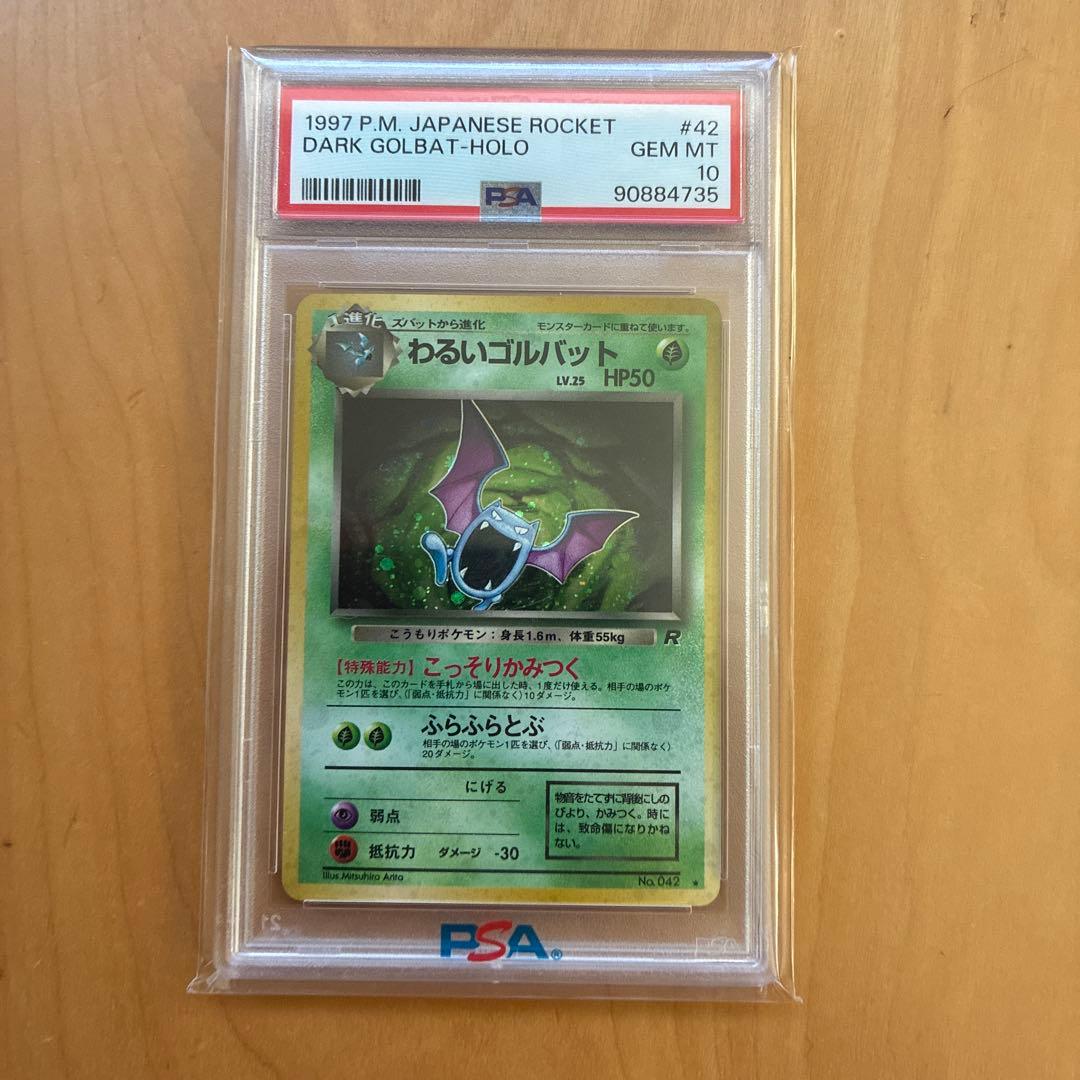 1997 P.M. JAPANESE ROCKET #42
DARK GOLBAT-HOLO GEM MT
10
PSA 90884735
1進化 ズバットから進化 モンスターカードに重ねて使います。
わるいゴルバット
LV.25 HP50
こうもりポケモン：身長1.6m、体重55kg R
【特殊能力】こっそりかみつく
この力は、このカードを手札から場に出した時、1度だけ使える。相手の場のポケ
モン1匹を選び、(「弱点・抵抗力」に関係なく)10ダメージ。
ふらふらとぶ
相手の場のポケモン1匹を選び、(「弱点・抵抗力」に関係なく)
20ダメージ。
にげる
弱点
抵抗力 ダメージ -30
物音をたてずに背後にしの
びより、かみつく。時に
は、致命傷になりかね
ない。
Illus.Mitsuhiro Arita No.042 ★
PSA®